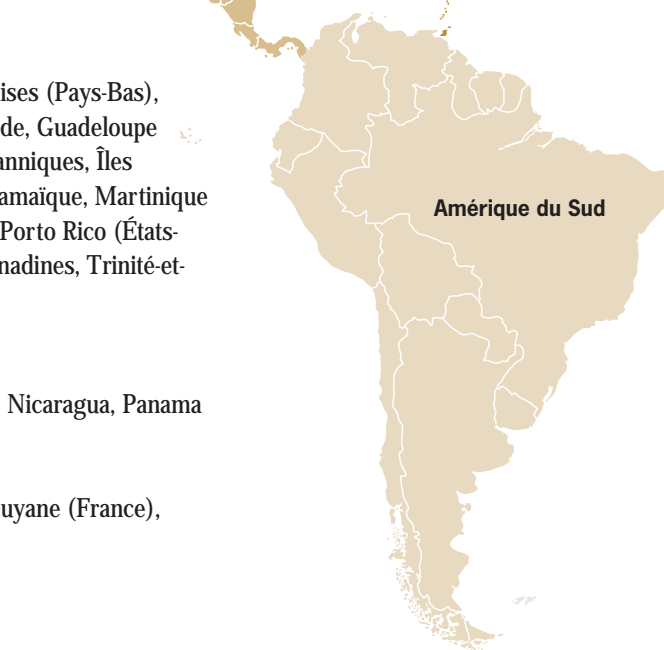 ises (Pays-Bas),
de, Guadeloupe
anniques, Îles
amaïque, Martinique
Porto Rico (États-
nadines, Trinité-et-
Nicaragua, Panama
uyane (France),
Amérique du Sud